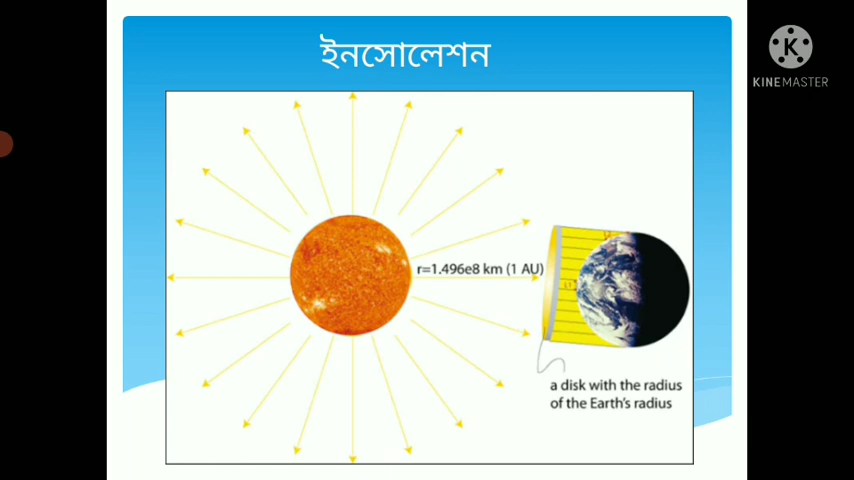 ইনসোলেশন
K
KINEMASTER
r=1.496e8 km (1 AU)
a disk with the radius
of the Earth's radius